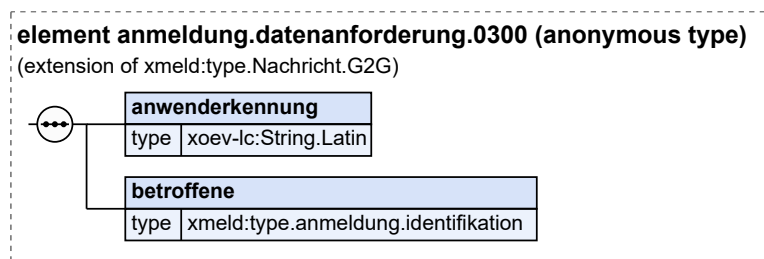 element anmeldung.datenanforderung.0300 (anonymous type)
(extension of xmeld:type.Nachricht.G2G)
anwenderkennung
type xoev-lc:String.Latin
betroffene
type xmeld:type.anmeldung.identifikation